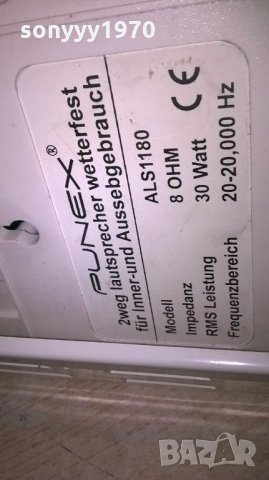 sonyyy1970
PUNEX®
2weg lautsprecher wetterfest
für Inner-und Aussebgebrauch
Modell ALS1180
Impedanz 8 OHM
RMS Leistung 30 Watt
Frequenzbereich 20-20,000 Hz
CE
BAZAR